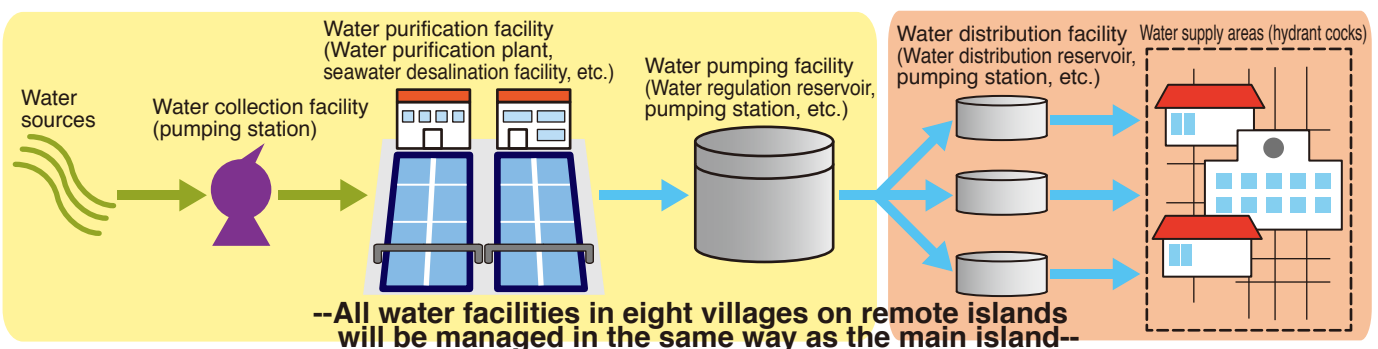 Water
sources
Water collection facility
(pumping station)
Water purification facility
(Water purification plant,
seawater desalination facility, etc.)
Water pumping facility
(Water regulation reservoir,
pumping station, etc.)
Water distribution facility
(Water distribution reservoir,
pumping station, etc.)
Water supply areas (hydrant cocks)
--All water facilities in eight villages on remote islands
will be managed in the same way as the main island--